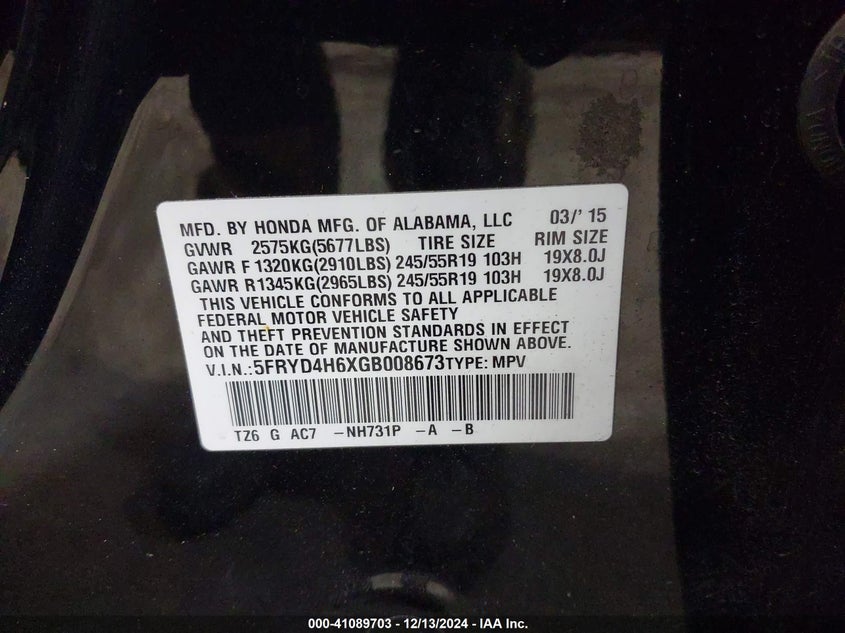 MFD. BY HONDA MFG. OF ALABAMA, LLC 03/' 15
GVWR 2575KG(5677LBS) TIRE SIZE RIM SIZE
GAWR F 1320KG(2910LBS) 245/55R19 103H 19X8.0J
GAWR R1345KG(2965LBS) 245/55R19 103H 19X8.0J
THIS VEHICLE CONFORMS TO ALL APPLICABLE
FEDERAL MOTOR VEHICLE SAFETY
AND THEFT PREVENTION STANDARDS IN EFFECT
ON THE DATE OF MANUFACTURE SHOWN ABOVE.
V.I.N.:5FRYD4H6XGB008673TYPE: MPV
TZ6 G AC7 -NH731P -A -B
000-41089703 - 12/13/2024 - IAA Inc.